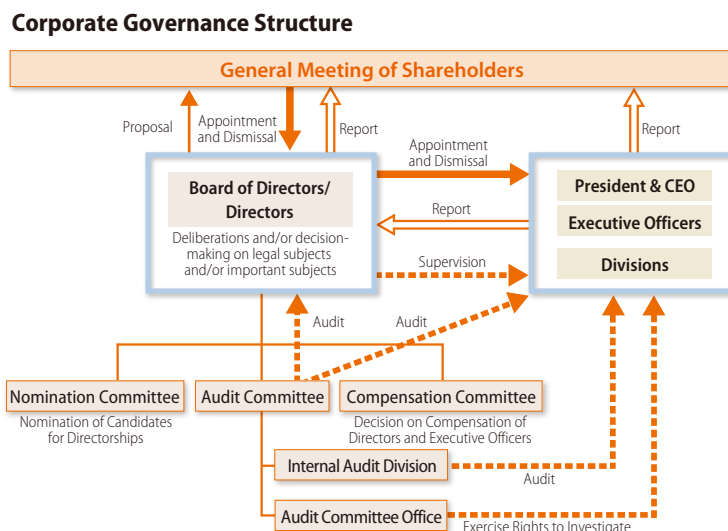 Corporate Governance Structure
General Meeting of Shareholders
Proposal
Appointment
and Dismissal
Report
Appointment
and Dismissal
Report
Board of Directors/
Directors
Deliberations and/or decision-
making on legal subjects
and/or important subjects
Report
Supervision
President & CEO
Executive Officers
Divisions
Audit
Audit
Nomination Committee
Nomination of Candidates
for Directorships
Audit Committee
Compensation Committee
Decision on Compensation of
Directors and Executive Officers
Internal Audit Division
Audit
Audit Committee Office
Exercise Rights to Investigate